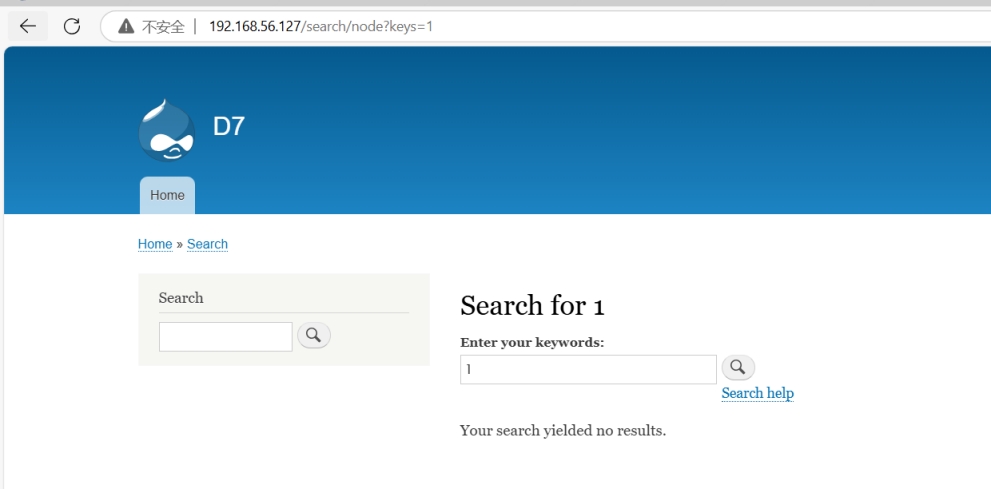 不安全 | 192.168.56.127/search/node?keys=1
D7
Home
Home » Search
Search
Search for 1
Enter your keywords:
1
Search help
Your search yielded no results.